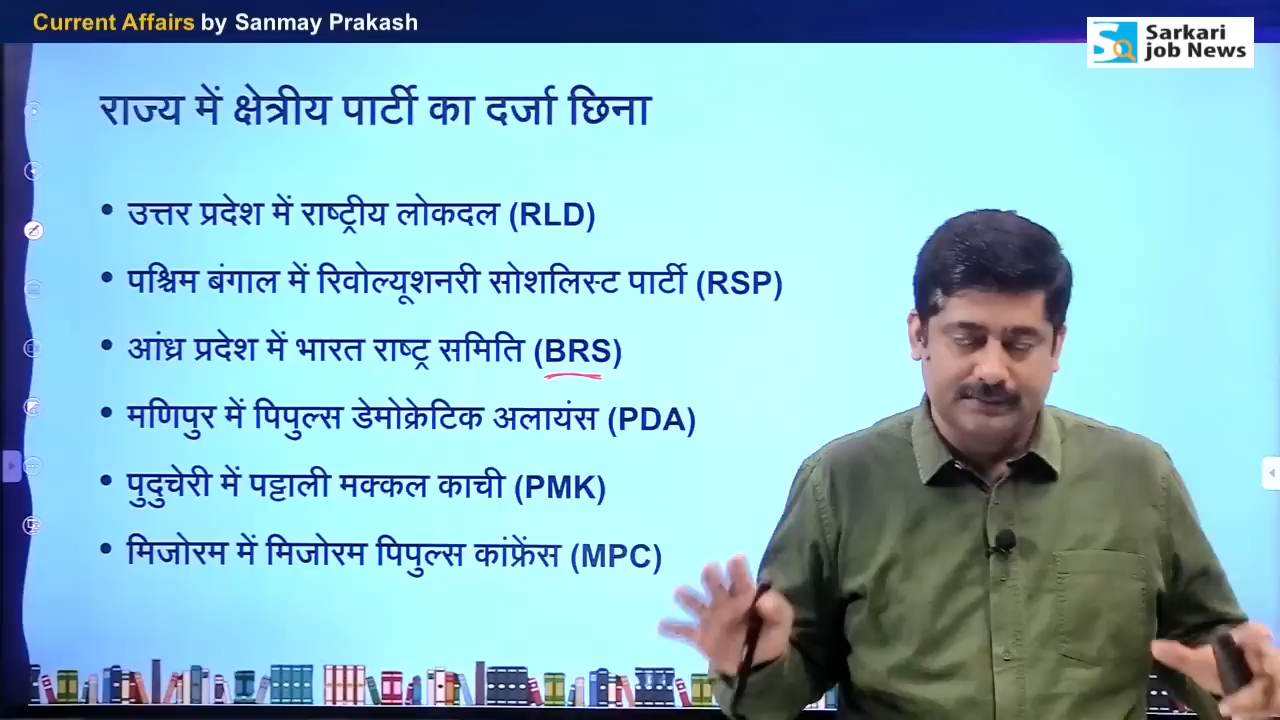 Current Affairs by Sanmay Prakash
Sarkari
job News
राज्य में क्षेत्रीय पार्टी का दर्जा छिना
• उत्तर प्रदेश में राष्ट्रीय लोकदल (RLD)
• पश्चिम बंगाल में रिवोल्यूशनरी सोशलिस्ट पार्टी (RSP)
• आंध्र प्रदेश में भारत राष्ट्र समिति (BRS)
• मणिपुर में पिपुल्स डेमोक्रेटिक अलायंस (PDA)
• पुदुचेरी में पट्टाली मक्कल काची (PMK)
• मिजोरम में मिजोरम पिपुल्स कांफ्रेंस (MPC)